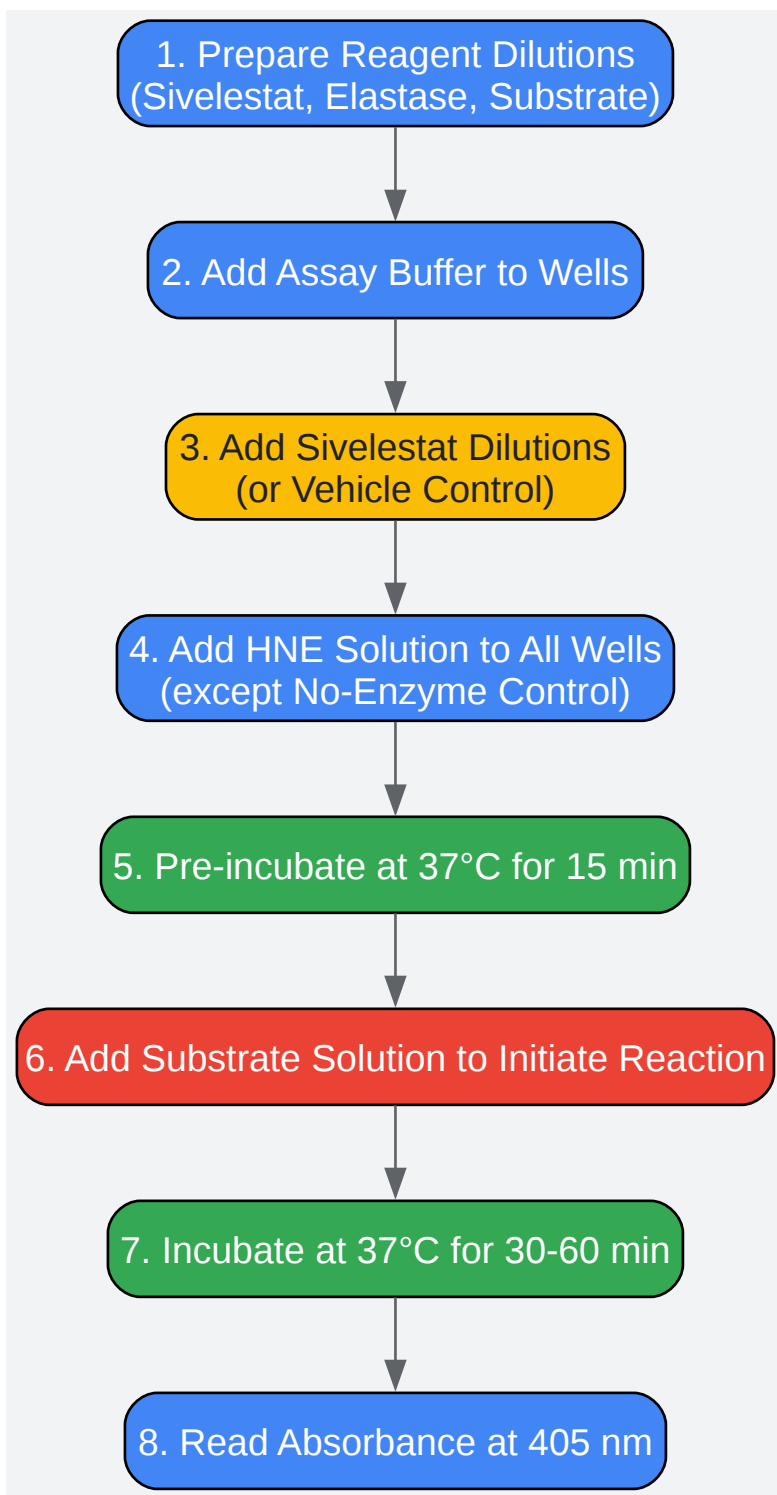 1. Prepare Reagent Dilutions
(Sivelestat, Elastase, Substrate)
2. Add Assay Buffer to Wells
3. Add Sivelestat Dilutions
(or Vehicle Control)
4. Add HNE Solution to All Wells
(except No-Enzyme Control)
5. Pre-incubate at 37°C for 15 min
6. Add Substrate Solution to Initiate Reaction
7. Incubate at 37°C for 30-60 min
8. Read Absorbance at 405 nm